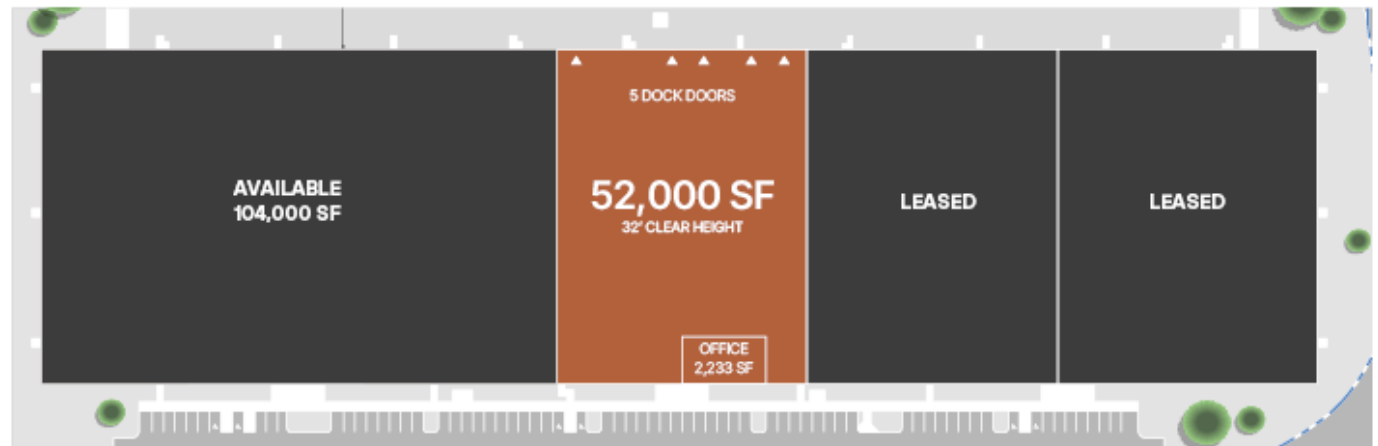 AVAILABLE
104,000 SF
5 DOCK DOORS
52,000 SF
32' CLEAR HEIGHT
OFFICE
2,233 SF
LEASED
LEASED